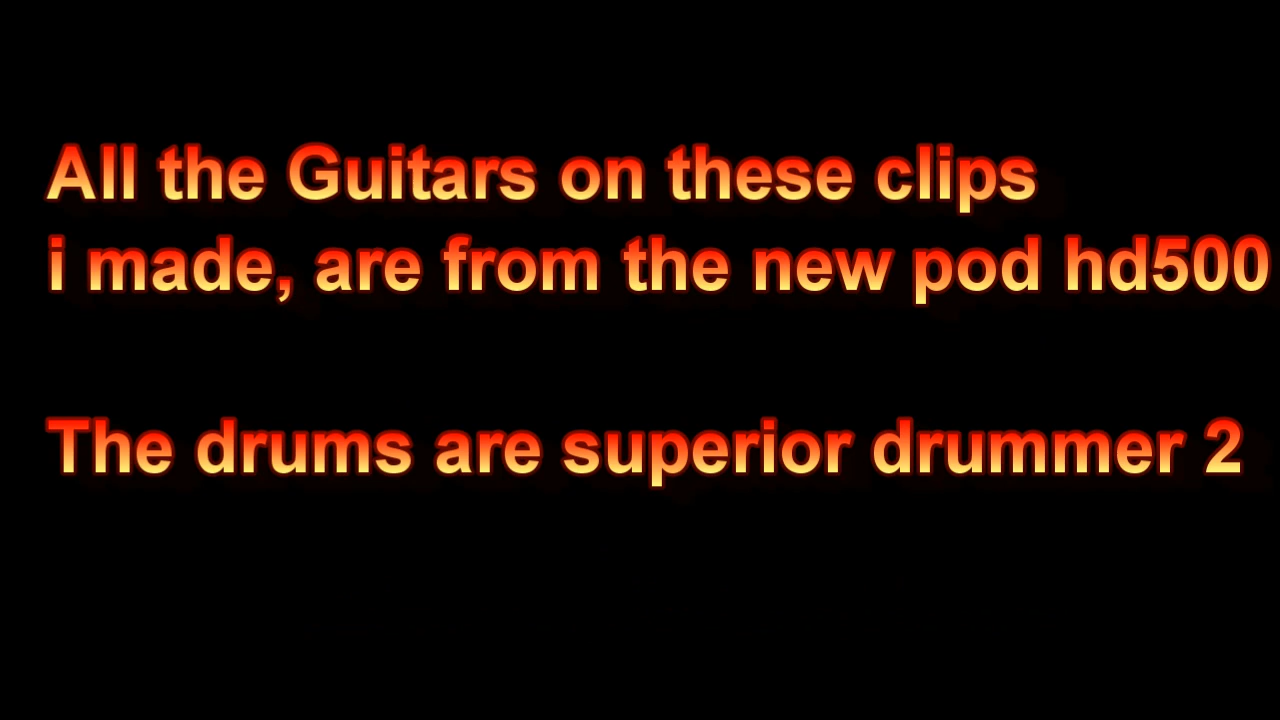 All the Guitars on these clips
i made, are from the new pod hd500
The drums are superior drummer 2